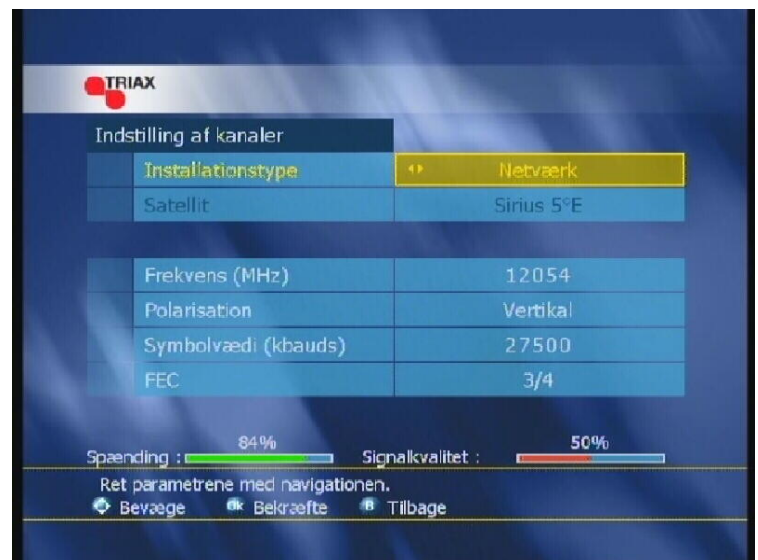 TRIAX
Indstilling af kanaler
Installationstype Netværk
Satellit Sirius 5°E
Frekvens (MHz) 12054
Polarisation Vertikal
Symbolvædi (kbauds) 27500
FEC 3/4
Spænding : 84% Signalkvalitet : 50%
Ret parametrene med navigationen.
Bevæge Ok Bekræfte B Tilbage